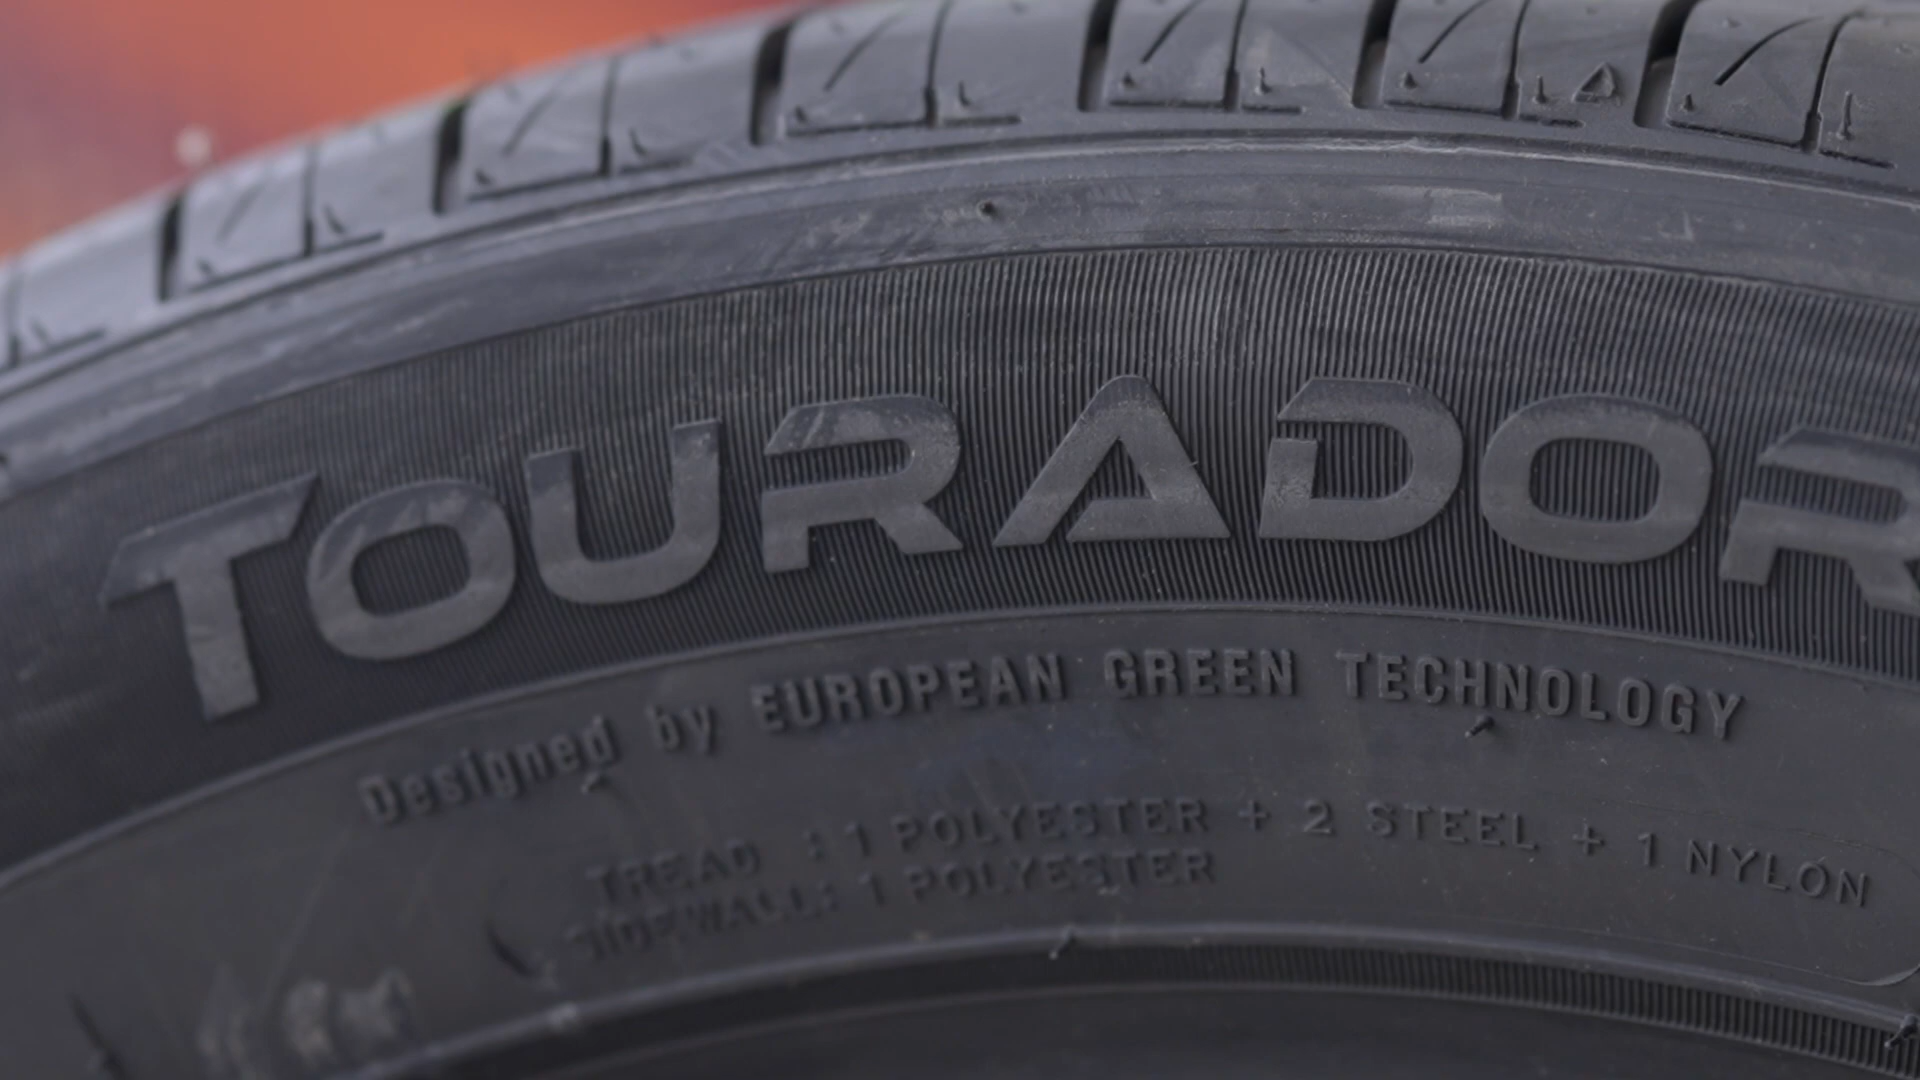 TOURADOR
Designed by EUROPEAN GREEN TECHNOLOGY
TREAD : 1 POLYESTER + 2 STEEL + 1 NYLON
SIDEWALL: 1 POLYESTER